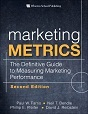 marketing
METRICS
The Definitive Guide
to Measuring Marketing
Performance
Second Edition
Paul W. Farris Neil T. Bendle
Phillip E. Pfeifer David J. Reibstein